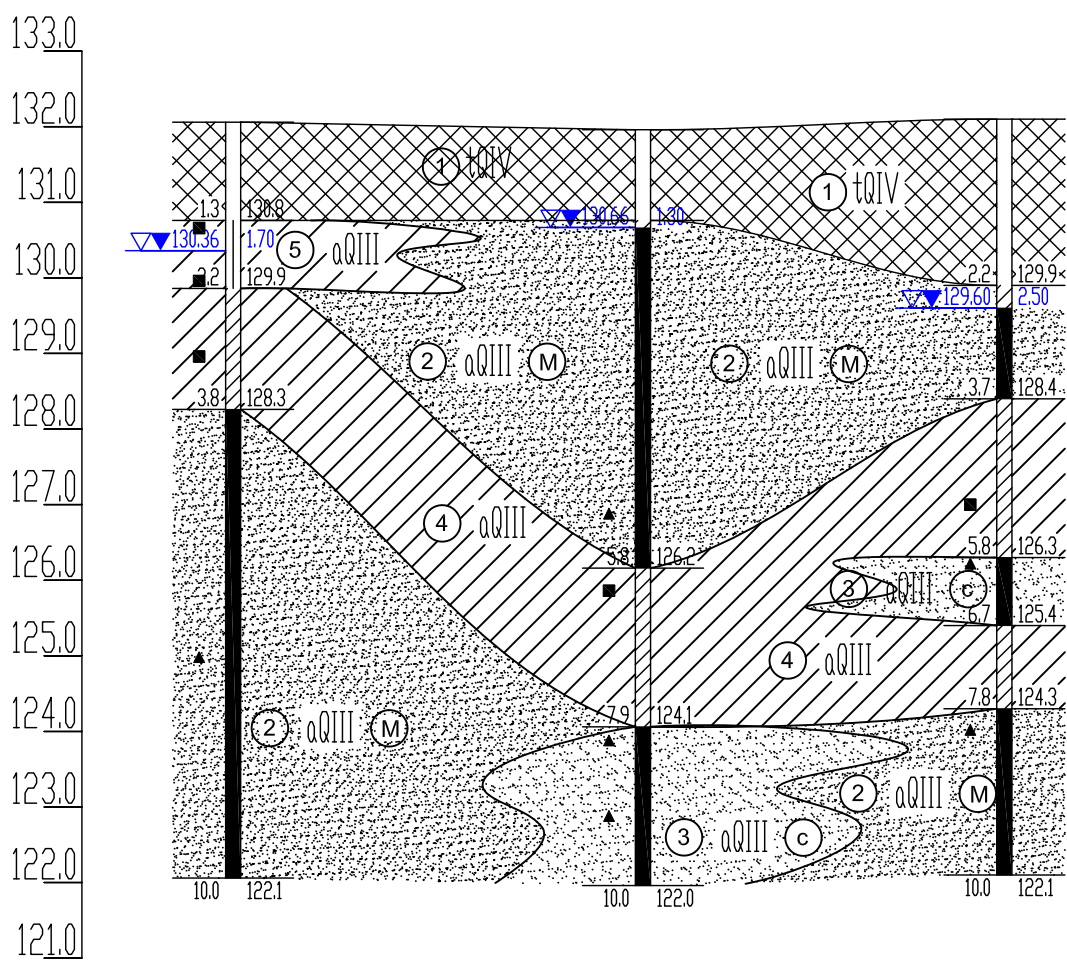 133.0
132.0
131.0
130.0
129.0
128.0
127.0
126.0
125.0
124.0
123.0
122.0
121.0
1 tQIV
1 tQIV
1.3 130.8
130.66 1.30
130.36 1.70
5 aQIII
2.2 129.9
2.2 129.9
129.60 2.50
2 aQIII М
2 aQIII М
3.8 128.3
3.7 128.4
4 aQIII
5.8 126.2
5.8 126.3
3 aQIII с
6.7 125.4
4 aQIII
7.9 124.1
7.8 124.3
2 aQIII М
2 aQIII М
3 aQIII с
10.0 122.1
10.0 122.0
10.0 122.1